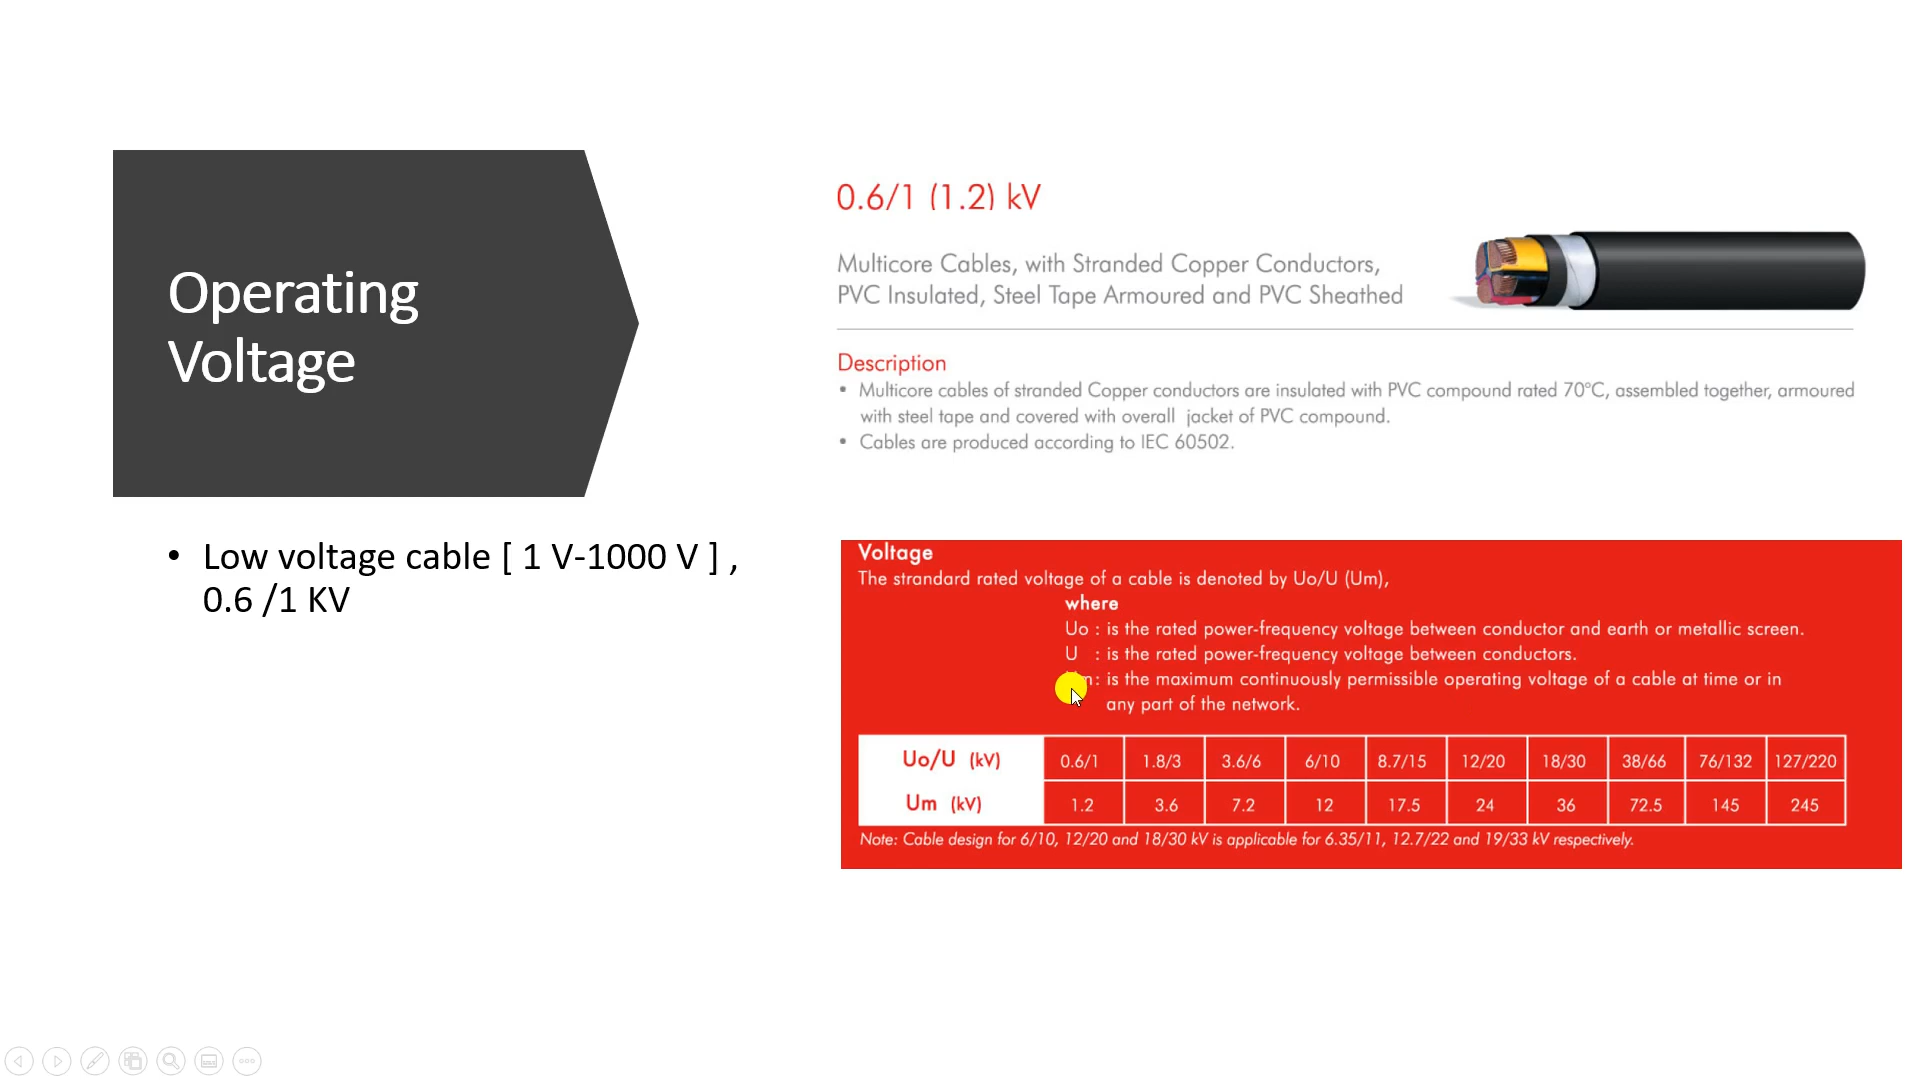 Operating
Voltage
• Low voltage cable [ 1 V-1000 V ] ,
0.6 /1 KV
0.6/1 (1.2) kV
Multicore Cables, with Stranded Copper Conductors,
PVC Insulated, Steel Tape Armoured and PVC Sheathed
Description
• Multicore cables of stranded Copper conductors are insulated with PVC compound rated 70°C, assembled together, armoured
with steel tape and covered with overall jacket of PVC compound.
• Cables are produced according to IEC 60502.
Voltage
The strandard rated voltage of a cable is denoted by Uo/U (Um),
where
Uo : is the rated power-frequency voltage between conductor and earth or metallic screen.
U : is the rated power-frequency voltage between conductors.
: is the maximum continuously permissible operating voltage of a cable at time or in
any part of the network.
Uo/U (kV) 0.6/1 1.8/3 3.6/6 6/10 8.7/15 12/20 18/30 38/66 76/132 127/220
Um (kV) 1.2 3.6 7.2 12 17.5 24 36 72.5 145 245
Note: Cable design for 6/10, 12/20 and 18/30 kV is applicable for 6.35/11, 12.7/22 and 19/33 kV respectively.